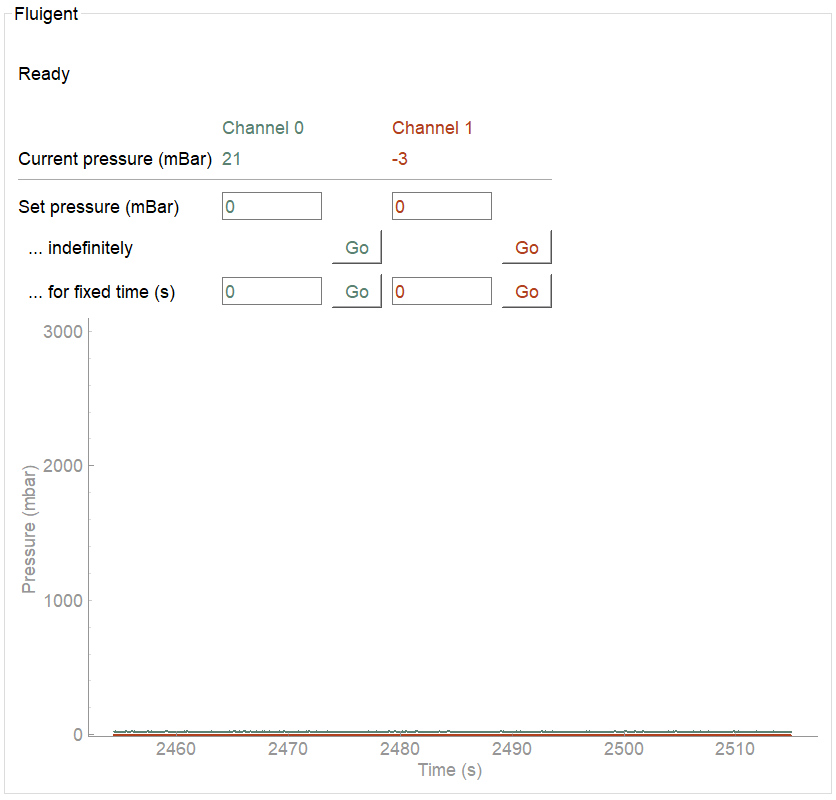 Fluigent
Ready
Channel 0 Channel 1
Current pressure (mBar) 21 -3
Set pressure (mBar) 0 0
... indefinitely Go Go
... for fixed time (s) 0 Go 0 Go
3000
2000
1000
0
Pressure (mbar)
2460 2470 2480 2490 2500 2510
Time (s)